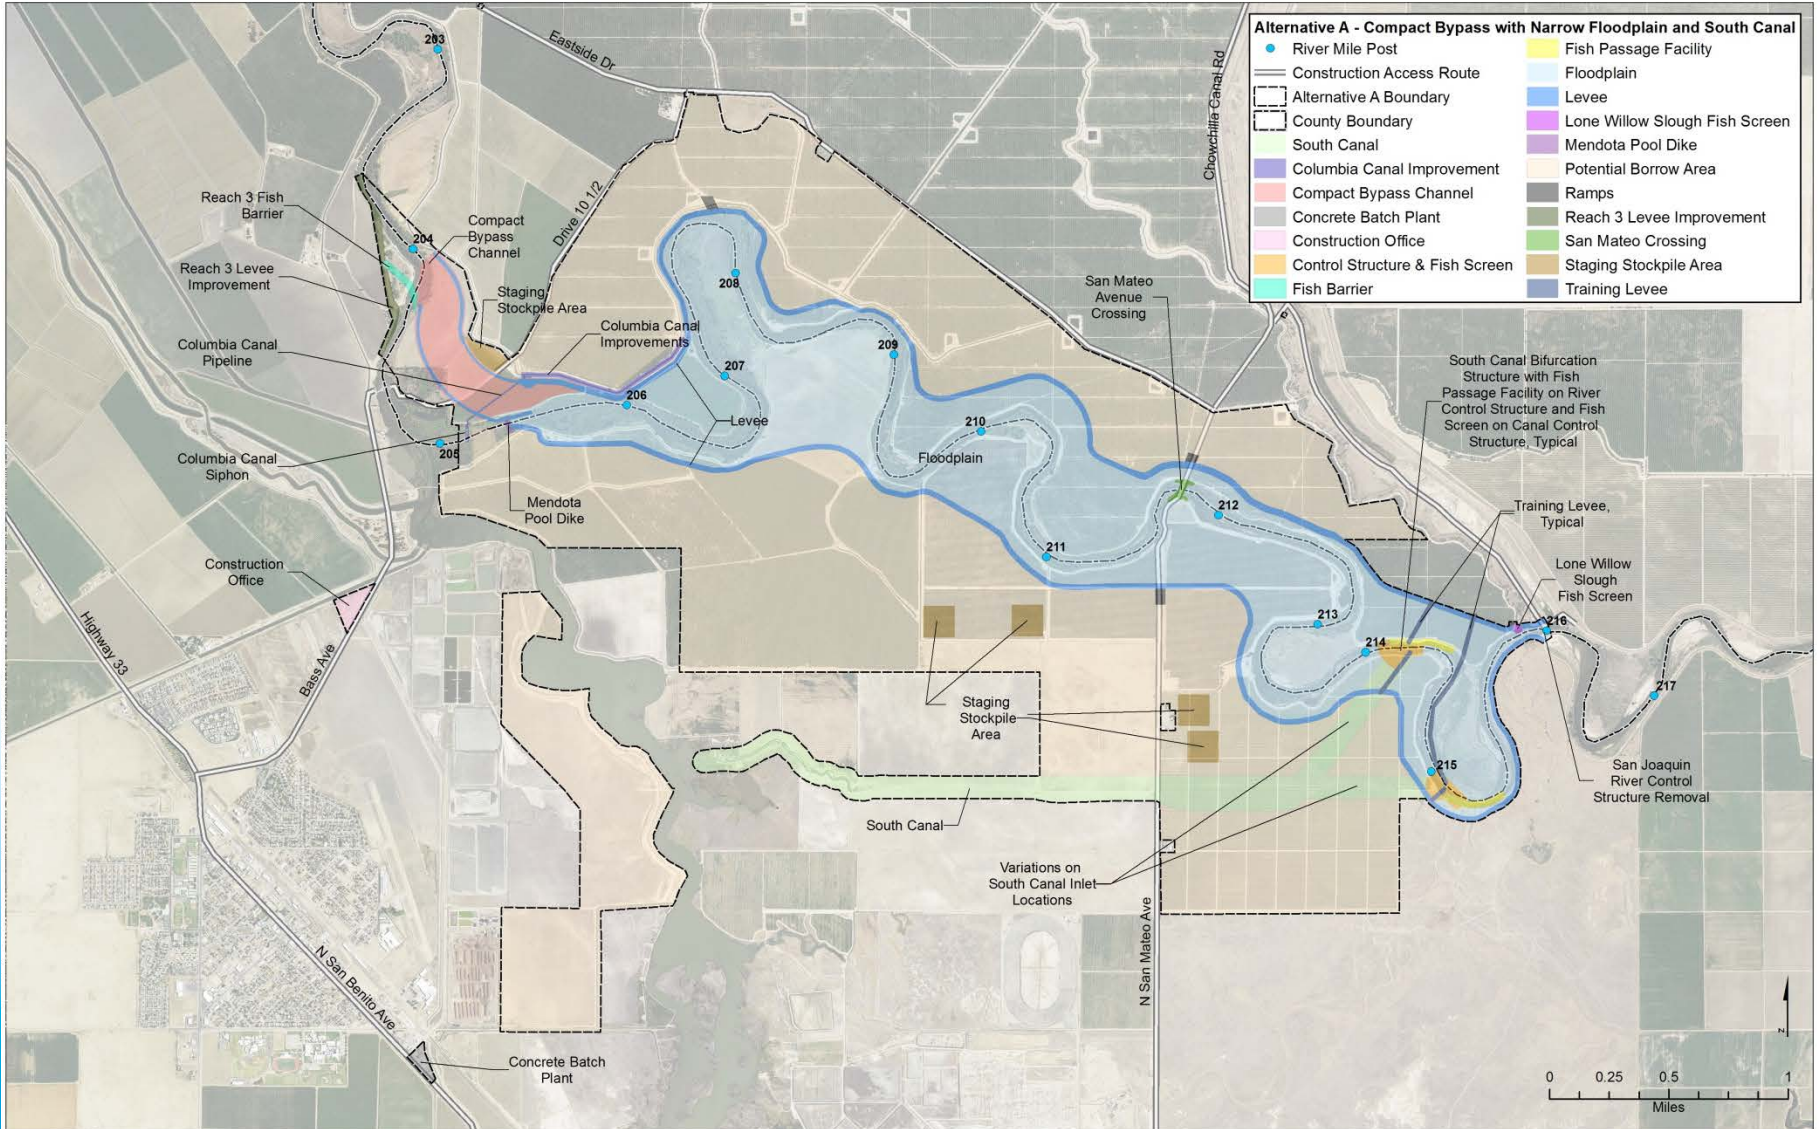 Alternative A - Compact Bypass with Narrow Floodplain and South Canal
River Mile Post
Construction Access Route
Alternative A Boundary
County Boundary
South Canal
Columbia Canal Improvement
Compact Bypass Channel
Concrete Batch Plant
Construction Office
Control Structure & Fish Screen
Fish Barrier
Fish Passage Facility
Floodplain
Levee
Lone Willow Slough Fish Screen
Mendota Pool Dike
Potential Borrow Area
Ramps
Reach 3 Levee Improvement
San Mateo Crossing
Staging Stockpile Area
Training Levee
203
Eastside Dr
Chowchilla Canal Rd
Drive 10 1/2
Reach 3 Fish
Barrier
204
Compact
Bypass
Channel
Reach 3 Levee
Improvement
Staging
Stockpile Area
Columbia Canal
Improvements
Columbia Canal
Pipeline
208
209
207
206
Levee
205
Columbia Canal
Siphon
Mendota
Pool Dike
210
Floodplain
San Mateo
Avenue
Crossing
South Canal Bifurcation
Structure with Fish
Passage Facility on River
Control Structure and Fish
Screen on Canal Control
Structure, Typical
211
212
Training Levee,
Typical
Lone Willow
Slough
Fish Screen
213
214
216
217
Construction
Office
Highway 33
Bass Ave
Staging
Stockpile
Area
215
San Joaquin
River Control
Structure Removal
South Canal
Variations on
South Canal Inlet
Locations
N San Mateo Ave
N San Benito Ave
Concrete Batch
Plant
N
0 0.25 0.5 1
Miles